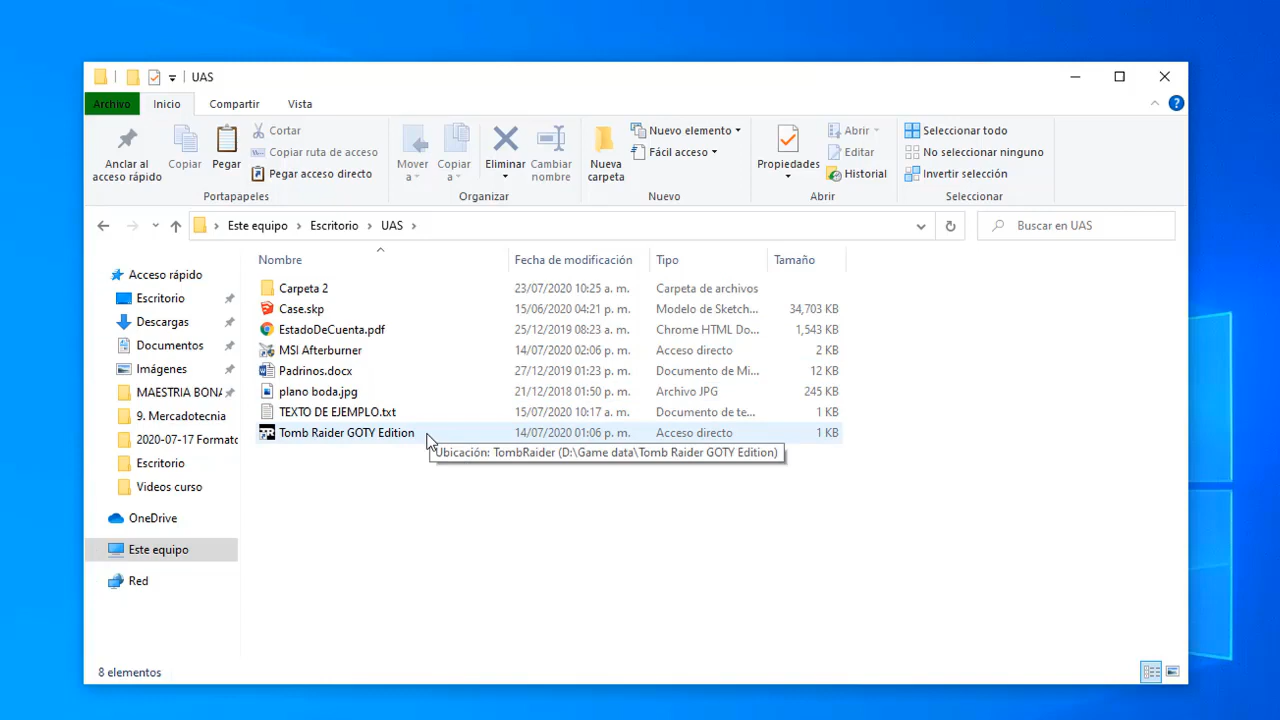 UAS
Archivo Inicio Compartir Vista
Anclar al acceso rápido
Copiar
Pegar
Cortar
Copiar ruta de acceso
Pegar acceso directo
Portapapeles
Mover a
Copiar a
Eliminar
Cambiar nombre
Organizar
Nueva carpeta
Nuevo elemento
Fácil acceso
Nuevo
Propiedades
Abrir
Editar
Historial
Abrir
Seleccionar todo
No seleccionar ninguno
Invertir selección
Seleccionar
Este equipo > Escritorio > UAS >
Buscar en UAS
Acceso rápido
Escritorio
Descargas
Documentos
Imágenes
MAESTRIA BONA
9. Mercadotecnia
2020-07-17 Formato
Escritorio
Videos curso
OneDrive
Este equipo
Red
Nombre Fecha de modificación Tipo Tamaño
Carpeta 2 23/07/2020 10:25 a. m. Carpeta de archivos
Case.skp 15/06/2020 04:21 p. m. Modelo de Sketch... 34,703 KB
EstadoDeCuenta.pdf 25/12/2019 08:23 a. m. Chrome HTML Do... 1,543 KB
MSI Afterburner 14/07/2020 02:06 p. m. Acceso directo 2 KB
Padrinos.docx 27/12/2019 01:23 p. m. Documento de Mi... 12 KB
plano boda.jpg 21/12/2018 01:50 p. m. Archivo JPG 245 KB
TEXTO DE EJEMPLO.txt 15/07/2020 10:17 a. m. Documento de te... 1 KB
Tomb Raider GOTY Edition 14/07/2020 01:06 p. m. Acceso directo 1 KB
Ubicación: TombRaider (D:\Game data\Tomb Raider GOTY Edition)
8 elementos